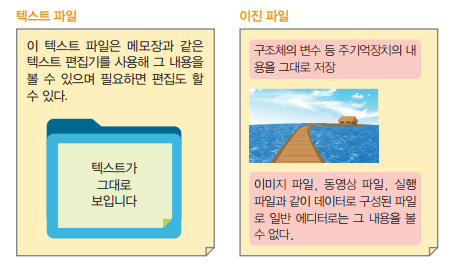 텍스트 파일
이 텍스트 파일은 메모장과 같은
텍스트 편집기를 사용해 그 내용을
볼 수 있으며 필요하면 편집도 할
수 있다.
텍스트가
그대로
보입니다
이진 파일
구조체의 변수 등 주기억장치의 내
용을 그대로 저장
이미지 파일, 동영상 파일, 실행
파일과 같이 데이터로 구성된 파일
로 일반 에디터로는 그 내용을 볼
수 없다.